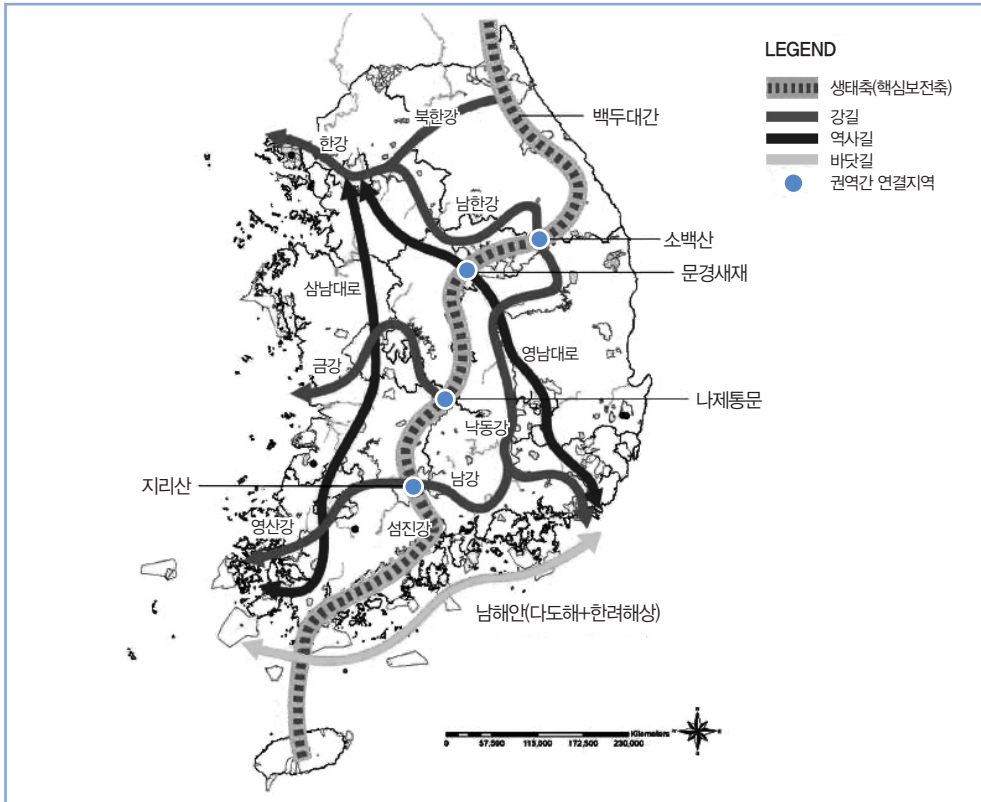 LEGEND
생태축(핵심보전축)
강길
역사길
바닷길
권역간 연결지역
백두대간
북한강
한강
남한강
소백산
문경새재
삼남대로
영남대로
금강
나제통문
낙동강
지리산
남강
영산강
섬진강
남해안(다도해+한려해상)
Kilometers
0 57,500 115,000 172,500 230,000